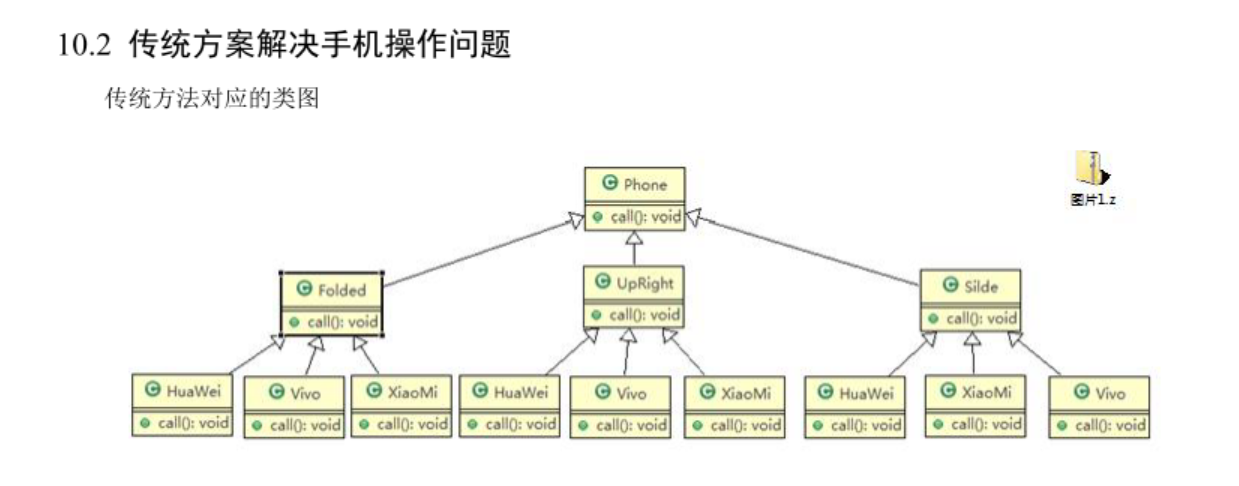 10.2 传统方案解决手机操作问题
传统方法对应的类图
图片1.z
C Phone
call(): void
C Folded
call(): void
C UpRight
call(): void
C Silde
call(): void
C HuaWei
call(): void
C Vivo
call(): void
C XiaoMi
call(): void
C HuaWei
call(): void
C Vivo
call(): void
C XiaoMi
call(): void
C HuaWei
call(): void
C XiaoMi
call(): void
C Vivo
call(): void